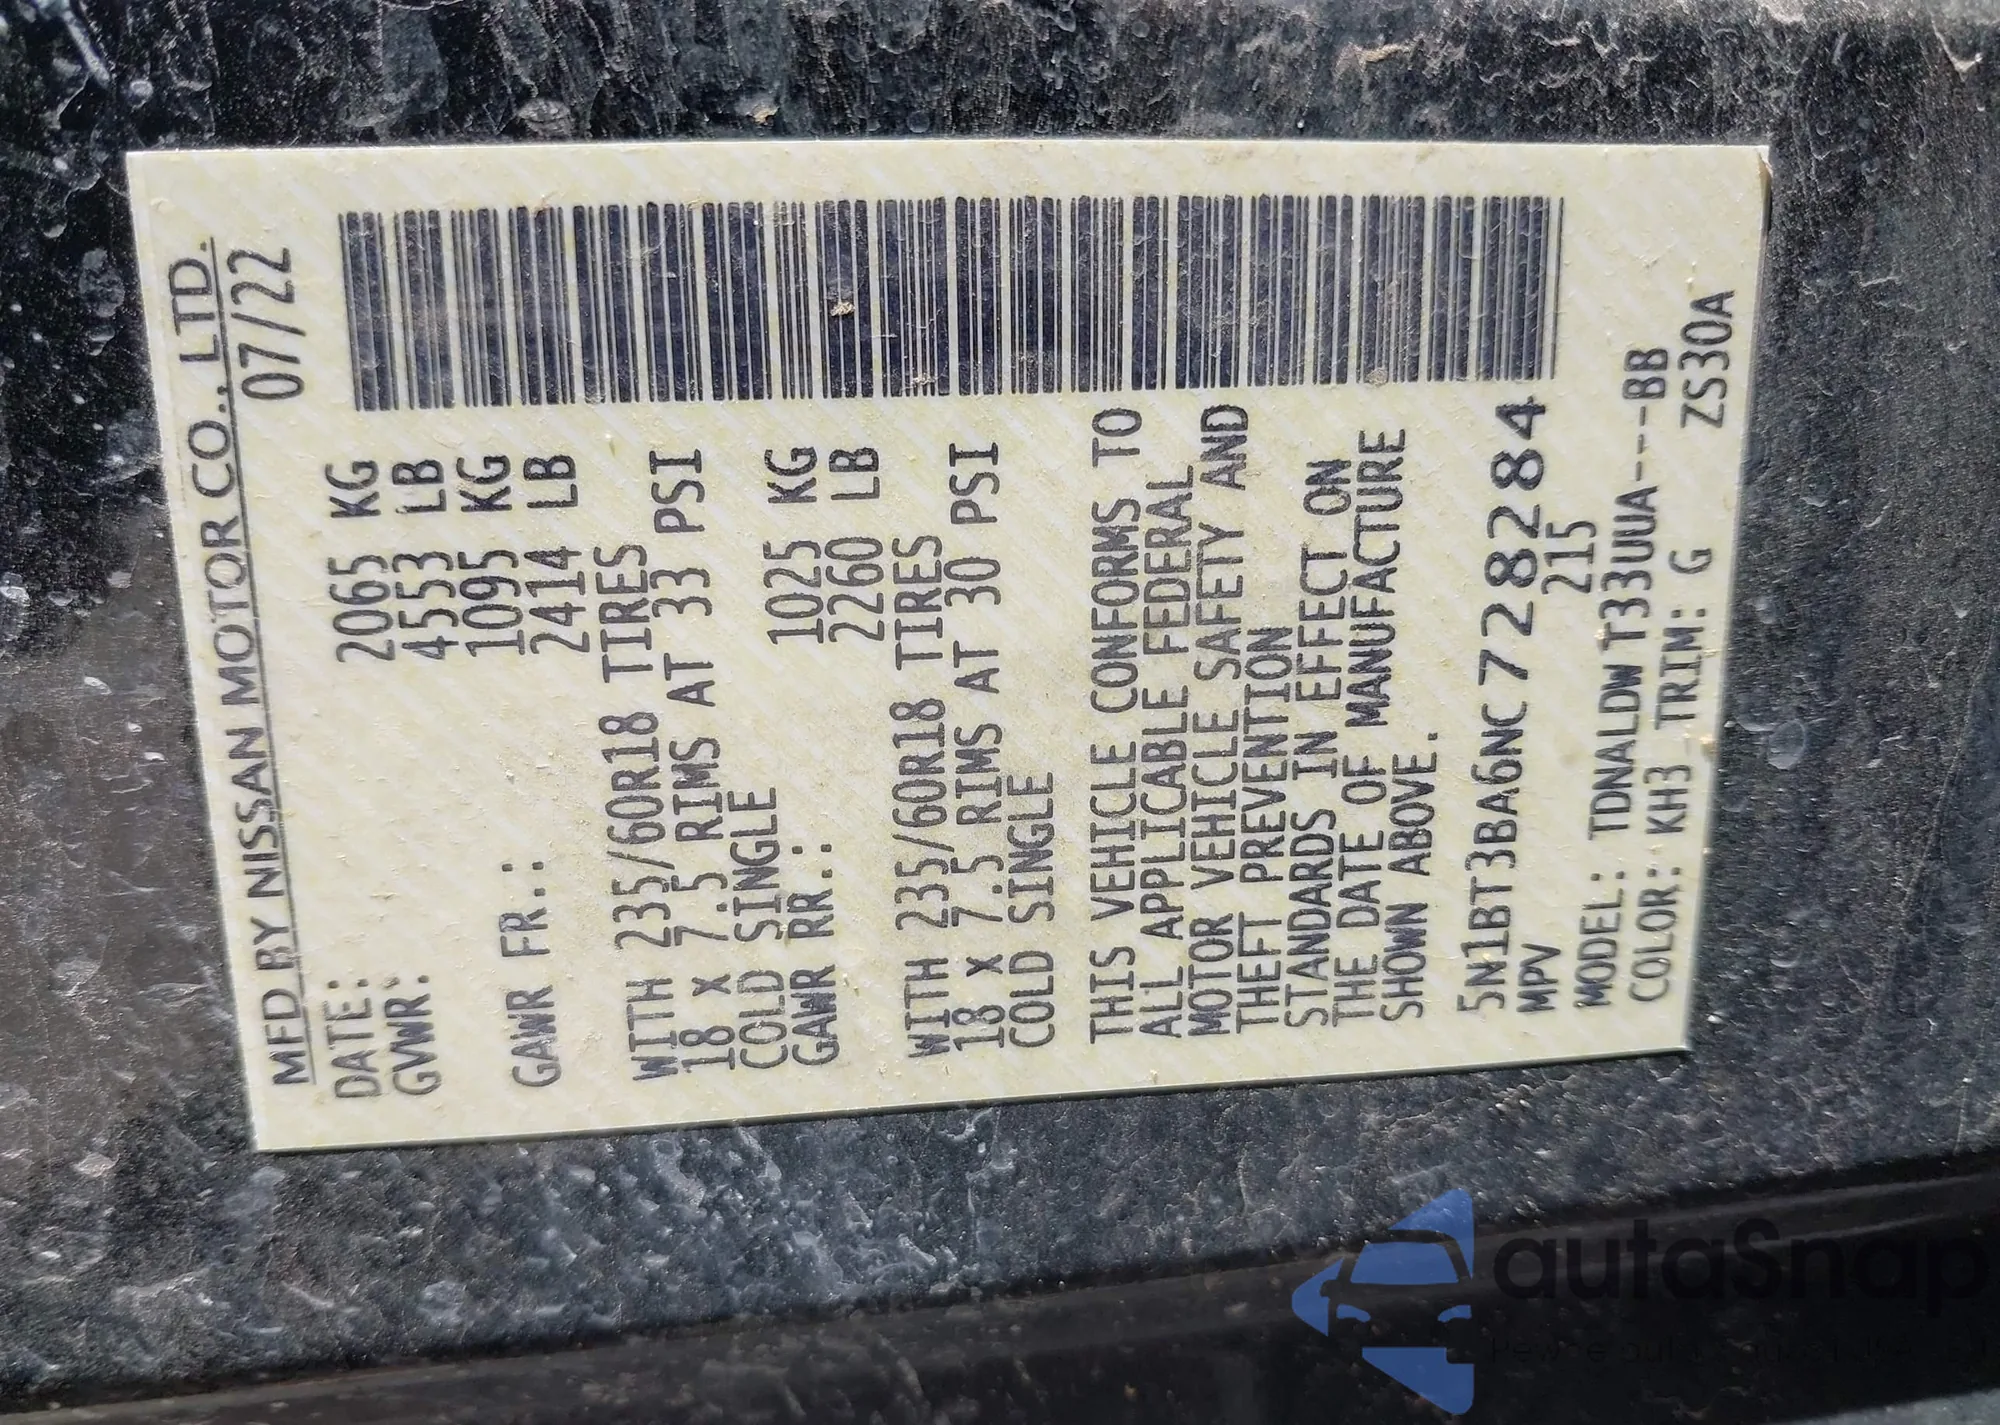 MFD BY NISSAN MOTOR CO., LTD.
DATE: 07/22
GVWR: 2065 KG
4553 LB
GAWR FR.: 1095 KG
2414 LB
WITH 235/60R18 TIRES
18 x 7.5 RIMS AT 33 PSI
COLD SINGLE
GAWR RR.: 1025 KG
2260 LB
WITH 235/60R18 TIRES
18 x 7.5 RIMS AT 30 PSI
COLD SINGLE
THIS VEHICLE CONFORMS TO
ALL APPLICABLE FEDERAL
MOTOR VEHICLE SAFETY AND
THEFT PREVENTION
STANDARDS IN EFFECT ON
THE DATE OF MANUFACTURE
SHOWN ABOVE.
5N1BT3BA6NC728284
MPV 215
MODEL: TDNALDW T33UUA---BB
COLOR: KH3 TRIM: G ZS30A
autaSnap